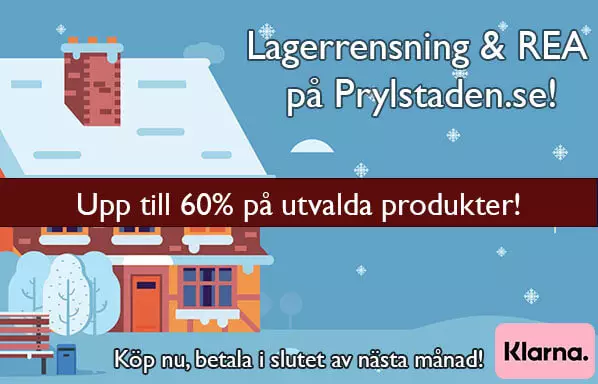 Lagerrensning & REA
på Prylstaden.se!
Upp till 60% på utvalda produkter!
Köp nu, betala i slutet av nästa månad!
Klarna.